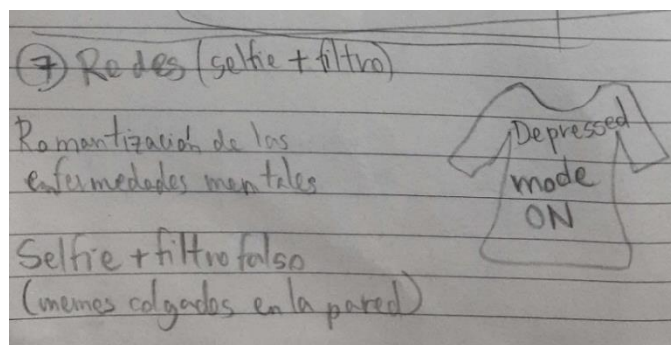 7 Redes (selfie + filtro)
Romantización de las
enfermedades mentales
Depressed
mode
ON
Selfie + filtro falso
(memes colgados en la pared)